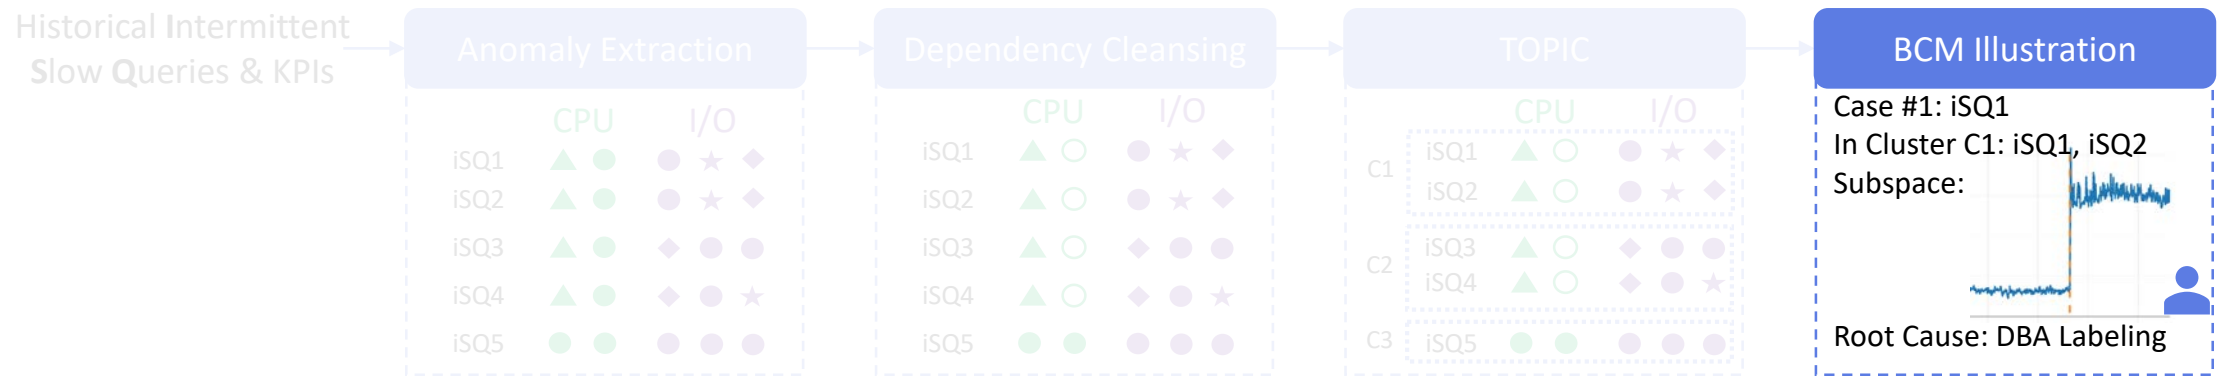 Historical Intermittent
Slow Queries & KPIs
Anomaly Extraction
CPU I/O
iSQ1
iSQ2
iSQ3
iSQ4
iSQ5
Dependency Cleansing
CPU I/O
iSQ1
iSQ2
iSQ3
iSQ4
iSQ5
TOPIC
CPU I/O
C1
iSQ1
iSQ2
C2
iSQ3
iSQ4
C3
iSQ5
BCM Illustration
Case #1: iSQ1
In Cluster C1: iSQ1, iSQ2
Subspace:
Root Cause: DBA Labeling